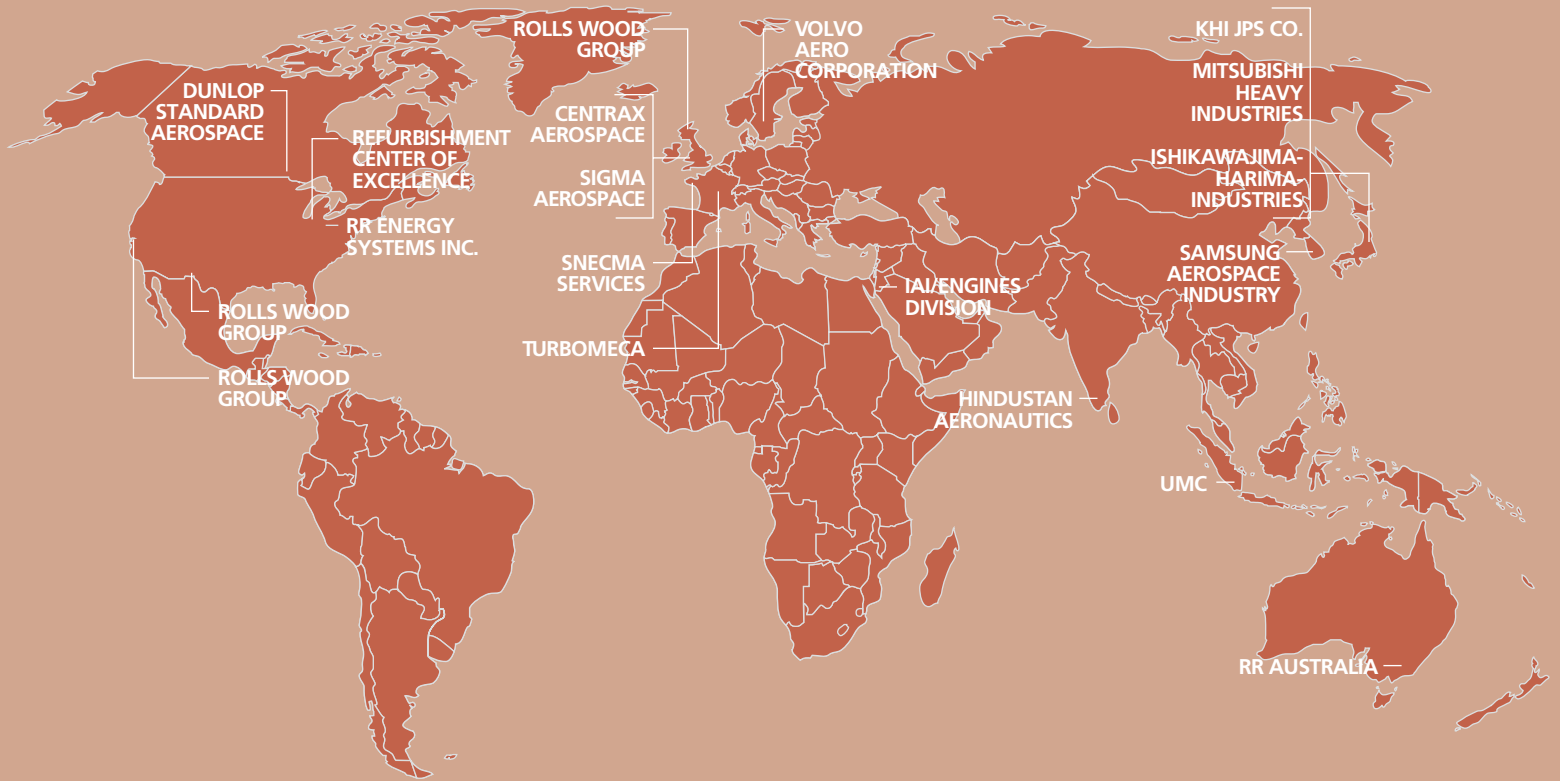 DUNLOP
STANDARD
AEROSPACE
REFURBISHMENT
CENTER OF
EXCELLENCE
RR ENERGY
SYSTEMS INC.
ROLLS WOOD
GROUP
ROLLS WOOD
GROUP
ROLLS WOOD
GROUP
CENTRAX
AEROSPACE
SIGMA
AEROSPACE
SNECMA
SERVICES
TURBOMECA
VOLVO
AERO
CORPORATION
IAI/ENGINES
DIVISION
HINDUSTAN
AERONAUTICS
KHI JPS CO.
MITSUBISHI
HEAVY
INDUSTRIES
ISHIKAWAJIMA-
HARIMA-
INDUSTRIES
SAMSUNG
AEROSPACE
INDUSTRY
UMC
RR AUSTRALIA